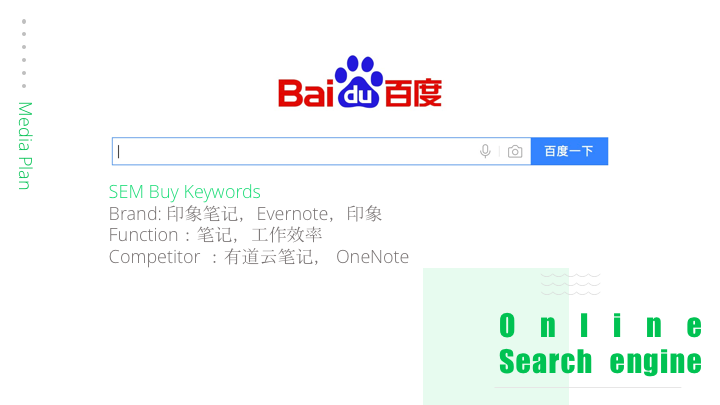 Media Plan
Bai du 百度
百度一下
SEM Buy Keywords
Brand: 印象笔记，Evernote，印象
Function：笔记，工作效率
Competitor ：有道云笔记， OneNote
Online
Search engine